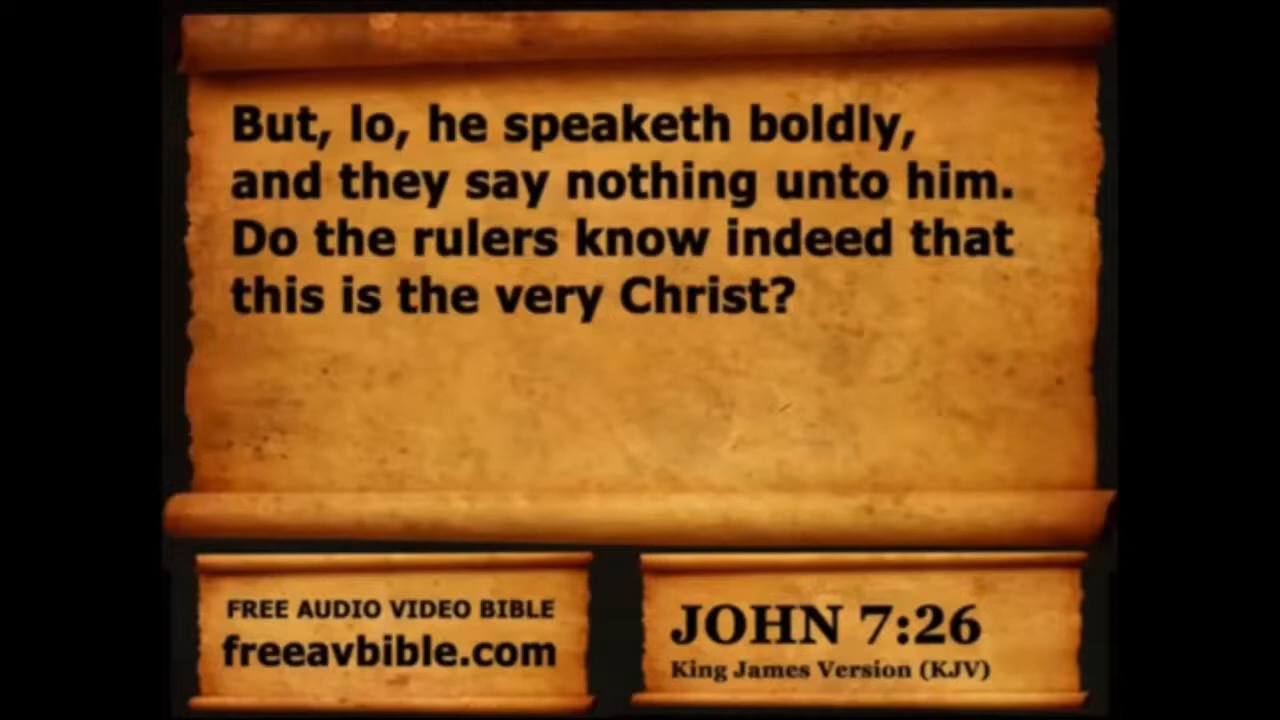 But, lo, he speaketh boldly,
and they say nothing unto him.
Do the rulers know indeed that
this is the very Christ?
FREE AUDIO VIDEO BIBLE
freeavbible.com
JOHN 7:26
King James Version (KJV)